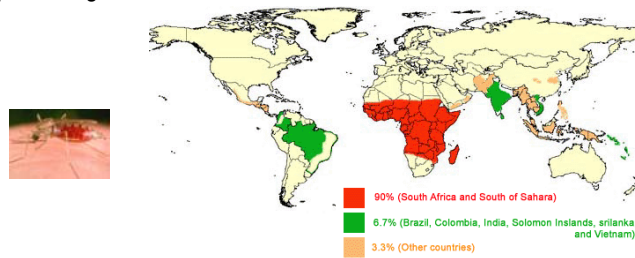 90% (South Africa and South of Sahara)
6.7% (Brazil, Colombia, India, Solomon Inslands, srilanka
and Vietnam)
3.3% (Other countries)